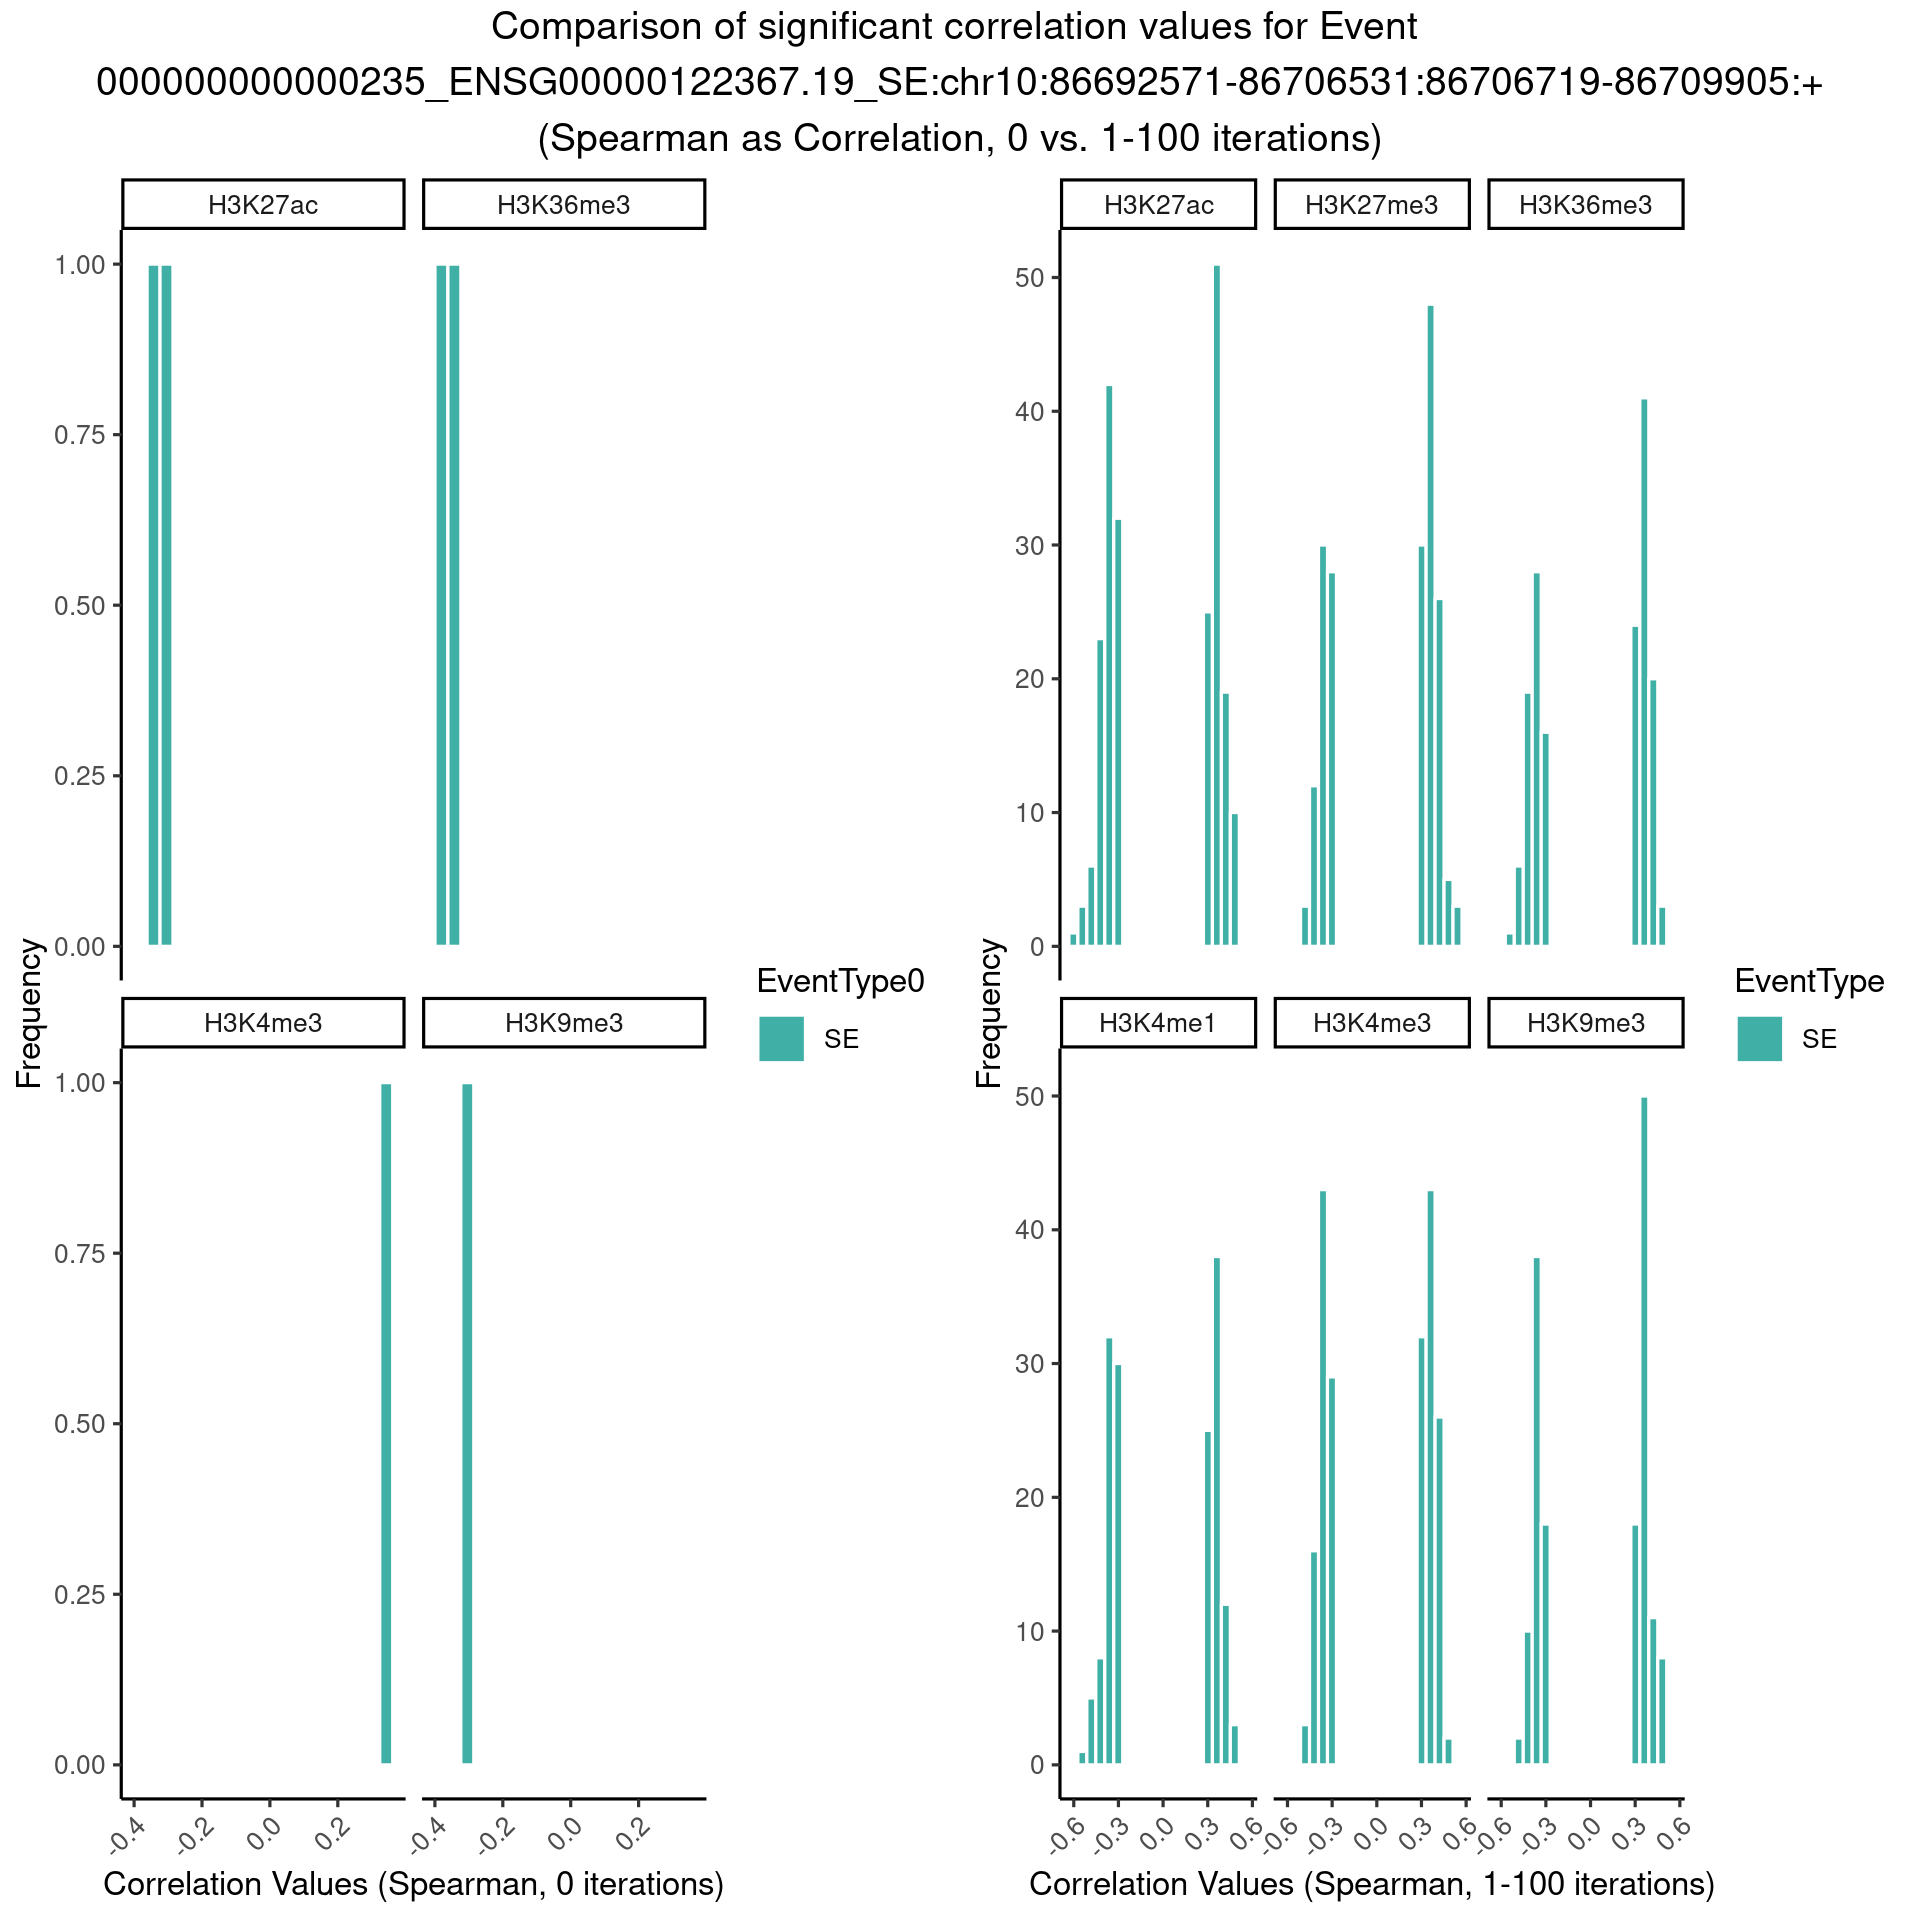 Comparison of significant correlation values for Event
000000000000235_ENSG00000122367.19_SE:chr10:86692571-86706531:86706719-86709905:+
(Spearman as Correlation, 0 vs. 1-100 iterations)
H3K27ac
H3K36me3
1.00
0.75
0.50
0.25
0.00
H3K4me3
H3K9me3
1.00
0.75
0.50
0.25
0.00
-0.4
-0.2
0.0
0.2
-0.4
-0.2
0.0
0.2
Frequency
Correlation Values (Spearman, 0 iterations)
EventType0
SE
H3K27ac
H3K27me3
H3K36me3
50
40
30
20
10
0
H3K4me1
H3K4me3
H3K9me3
50
40
30
20
10
0
-0.6
-0.3
0.0
0.3
0.6
-0.6
-0.3
0.0
0.3
0.6
-0.6
-0.3
0.0
0.3
0.6
Frequency
Correlation Values (Spearman, 1-100 iterations)
EventType
SE